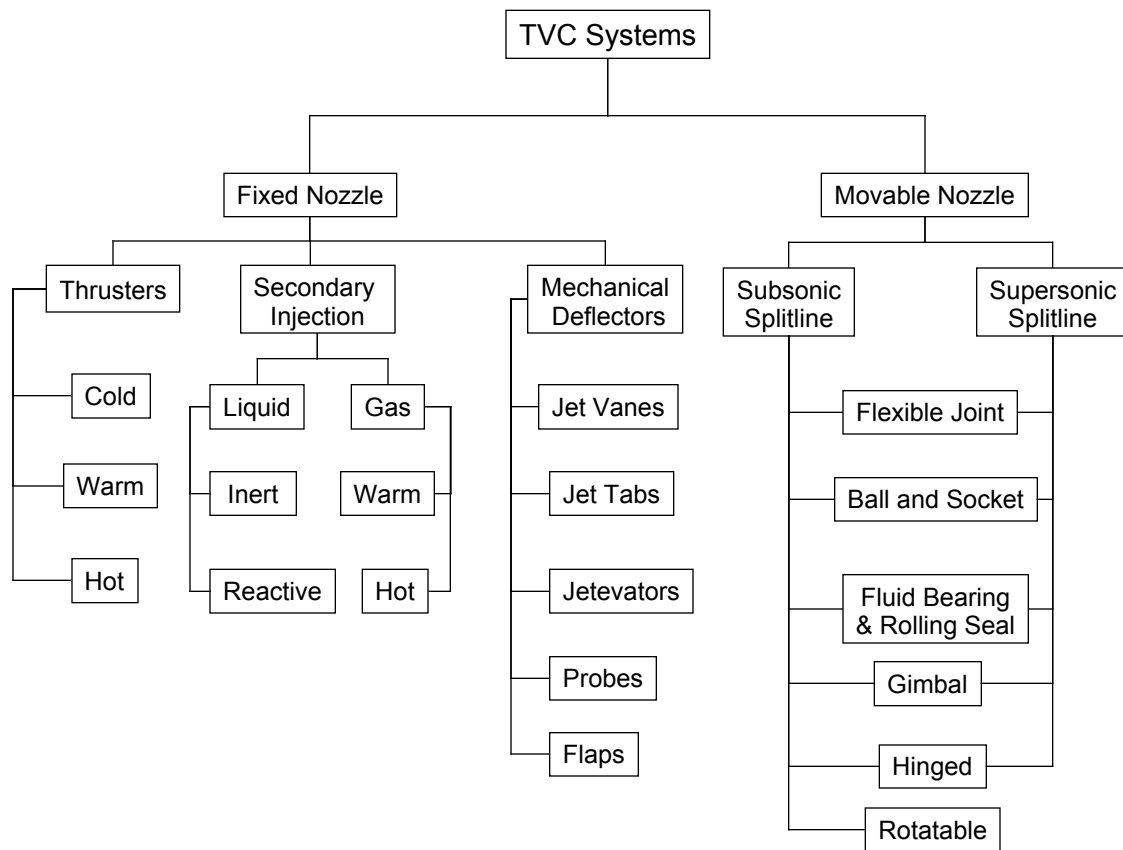 TVC Systems
Fixed Nozzle
Movable Nozzle
Thrusters
Secondary
Injection
Mechanical
Deflectors
Subsonic
Splitline
Supersonic
Splitline
Cold
Warm
Hot
Liquid
Gas
Inert
Warm
Reactive
Hot
Jet Vanes
Jet Tabs
Jetevators
Probes
Flaps
Flexible Joint
Ball and Socket
Fluid Bearing
& Rolling Seal
Gimbal
Hinged
Rotatable